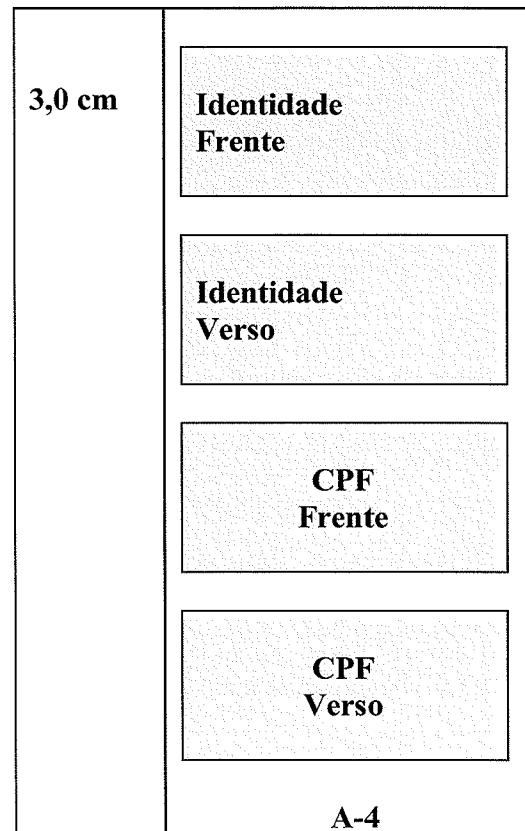 3,0 cm
Identidade
Frente
Identidade
Verso
CPF
Frente
CPF
Verso
A-4